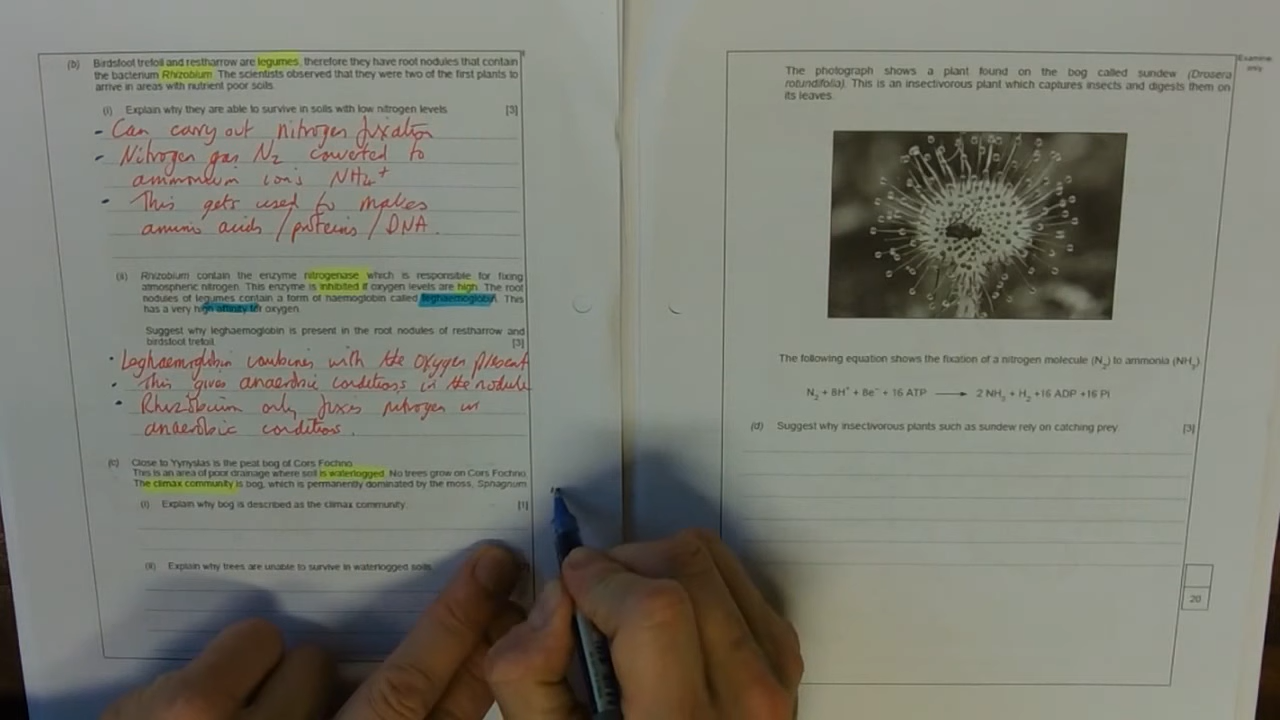 (b) Birdsfoot trefoil and restharrow are legumes, therefore they have root nodules that contain
the bacterium Rhizobium. The scientists observed that they were two of the first plants to
arrive in areas with nutrient poor soils.
(i) Explain why they are able to survive in soils with low nitrogen levels. [3]
- Can carry out nitrogen fixation
- Nitrogen gas N2 converted to
ammonium ions NH4+
- This gets used to makes
amino acids / proteins / DNA.
(ii) Rhizobium contain the enzyme nitrogenase which is responsible for fixing
atmospheric nitrogen. This enzyme is inhibited if oxygen levels are high. The root
nodules of legumes contain a form of haemoglobin called leghaemoglobin. This
has a very high affinity for oxygen.
Suggest why leghaemoglobin is present in the root nodules of restharrow and
birdsfoot trefoil. [3]
• Leghaemoglobin combines with the oxygen present
• This gives anaerobic conditions in the nodule
• Rhizobium only fixes nitrogen in
anaerobic conditions.
(c) Close to Ynyslas is the peat bog of Cors Fochno.
This is an area of poor drainage where soil is waterlogged. No trees grow on Cors Fochno.
The climax community is bog, which is permanently dominated by the moss, Sphagnum.
(i) Explain why bog is described as the climax community. [1]
(ii) Explain why trees are unable to survive in waterlogged soils.
Examiner
only
The photograph shows a plant found on the bog called sundew (Drosera
rotundifolia). This is an insectivorous plant which captures insects and digests them on
its leaves.
The following equation shows the fixation of a nitrogen molecule (N2) to ammonia (NH3).
N2 + 8H+ + 8e− + 16 ATP ⟶ 2 NH3 + H2 +16 ADP +16 Pi
(d) Suggest why insectivorous plants such as sundew rely on catching prey. [3]
20